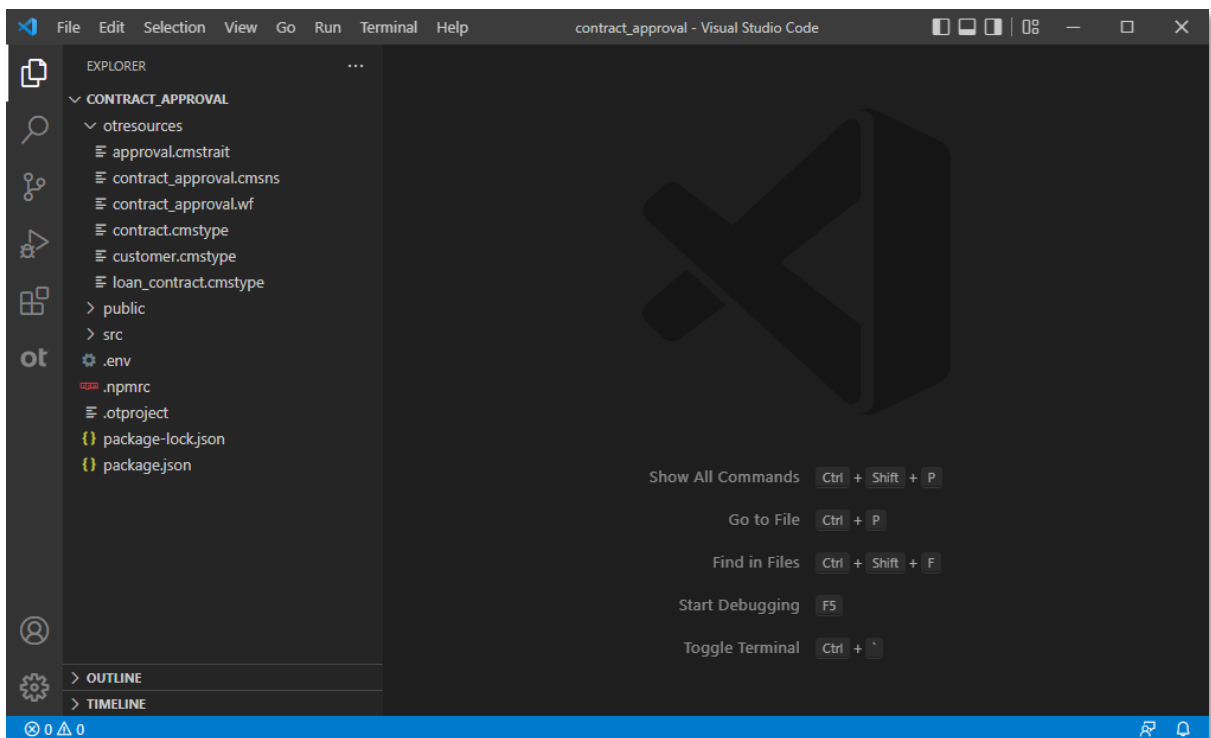 File Edit Selection View Go Run Terminal Help contract_approval - Visual Studio Code
EXPLORER ...
CONTRACT_APPROVAL
otresources
approval.cmstrait
contract_approval.cmsns
contract_approval.wf
contract.cmstype
customer.cmstype
loan_contract.cmstype
public
src
ot
.env
npm .npmrc
.otproject
{} package-lock.json
{} package.json
Show All Commands Ctrl + Shift + P
Go to File Ctrl + P
Find in Files Ctrl + Shift + F
Start Debugging F5
Toggle Terminal Ctrl + `
OUTLINE
TIMELINE
0 0